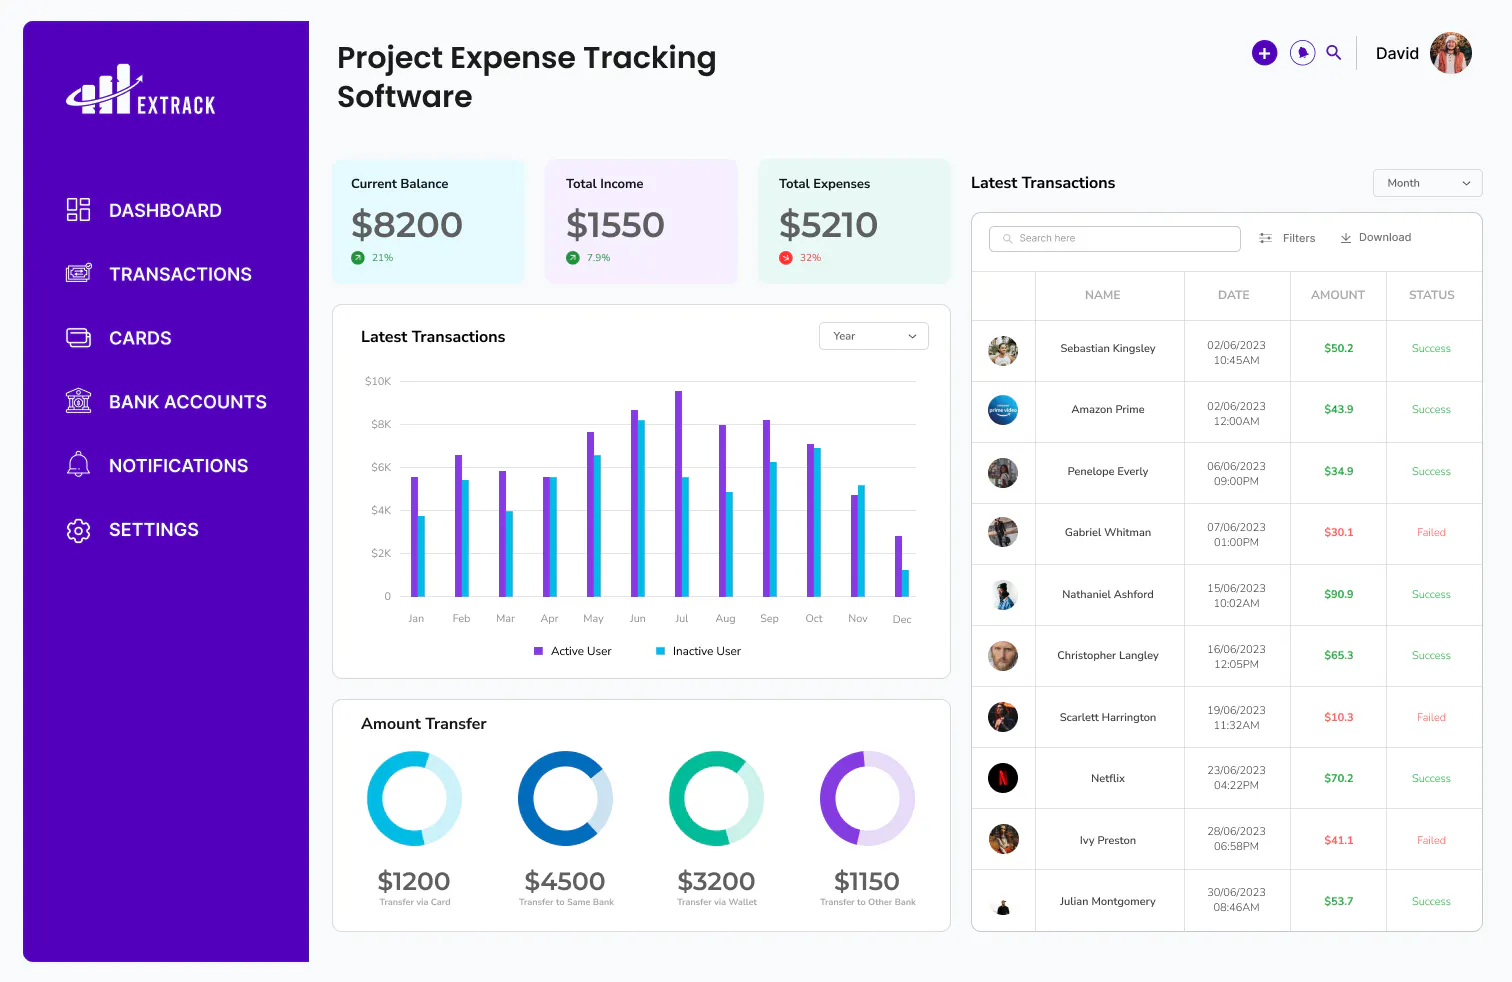 EXTRACK
DASHBOARD
TRANSACTIONS
CARDS
BANK ACCOUNTS
NOTIFICATIONS
SETTINGS
Project Expense Tracking
Software
David
Current Balance
$8200
21%
Total Income
$1550
7.9%
Total Expenses
$5210
32%
Latest Transactions
Year
$10K
$8K
$6K
$4K
$2K
0
Jan Feb Mar Apr May Jun Jul Aug Sep Oct Nov Dec
Active User Inactive User
Amount Transfer
$1200
Transfer via Card
$4500
Transfer to Same Bank
$3200
Transfer via Wallet
$1150
Transfer to Other Bank
Latest Transactions
Month
Search here
Filters
Download
NAME DATE AMOUNT STATUS
Sebastian Kingsley 02/06/2023 $50.2 Success
10:45AM
prime video
Amazon Prime 02/06/2023 $43.9 Success
12:00AM
Penelope Everly 06/06/2023 $34.9 Success
09:00PM
Gabriel Whitman 07/06/2023 $30.1 Failed
01:00PM
Nathaniel Ashford 15/06/2023 $90.9 Success
10:02AM
Christopher Langley 16/06/2023 $65.3 Success
12:05PM
Scarlett Harrington 19/06/2023 $10.3 Failed
11:32AM
N
Netflix 23/06/2023 $70.2 Success
04:22PM
Ivy Preston 28/06/2023 $41.1 Failed
06:58PM
Julian Montgomery 30/06/2023 $53.7 Success
08:46AM